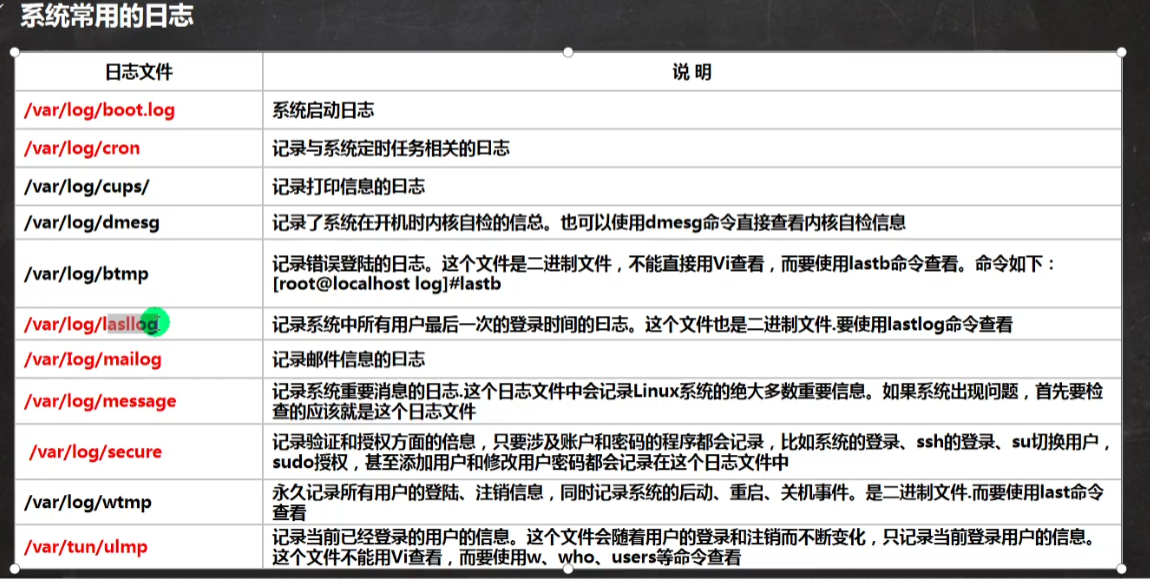 系统常用的日志
日志文件 说 明
/var/log/boot.log 系统启动日志
/var/log/cron 记录与系统定时任务相关的曰志
/var/log/cups/ 记录打印信息的曰志
/var/log/dmesg 记录了系统在开机时内核自检的信总。也可以使用dmesg命令直接查看内核自检信息
/var/log/btmp 记录错误登陆的日志。这个文件是二进制文件，不能直接用Vi查看，而要使用lastb命令查看。命令如下：
[root@localhost log]#lastb
/var/log/lasllog 记录系统中所有用户最后一次的登录时间的日志。这个文件也是二进制文件.要使用lastlog命令查看
/var/Iog/mailog 记录邮件信息的曰志
/var/log/message 记录系统重要消息的日志.这个日志文件中会记录Linux系统的绝大多数重要信息。如果系统出现问题，首先要检
查的应该就是这个日志文件
/var/log/secure 记录验证和授权方面的倍息，只要涉及账户和密码的程序都会记录，比如系统的登录、ssh的登录、su切换用户，
sudo授权，甚至添加用户和修改用户密码都会记录在这个日志文件中
/var/log/wtmp 永久记录所有用户的登陆、注销信息，同时记录系统的后动、重启、关机事件。是二进制文件.而要使用last命令
查看
/var/tun/ulmp 记录当前已经登录的用户的信息。这个文件会随着用户的登录和注销而不断变化，只记录当前登录用户的信息。
这个文件不能用Vi查看，而要使用w、who、users等命令查看